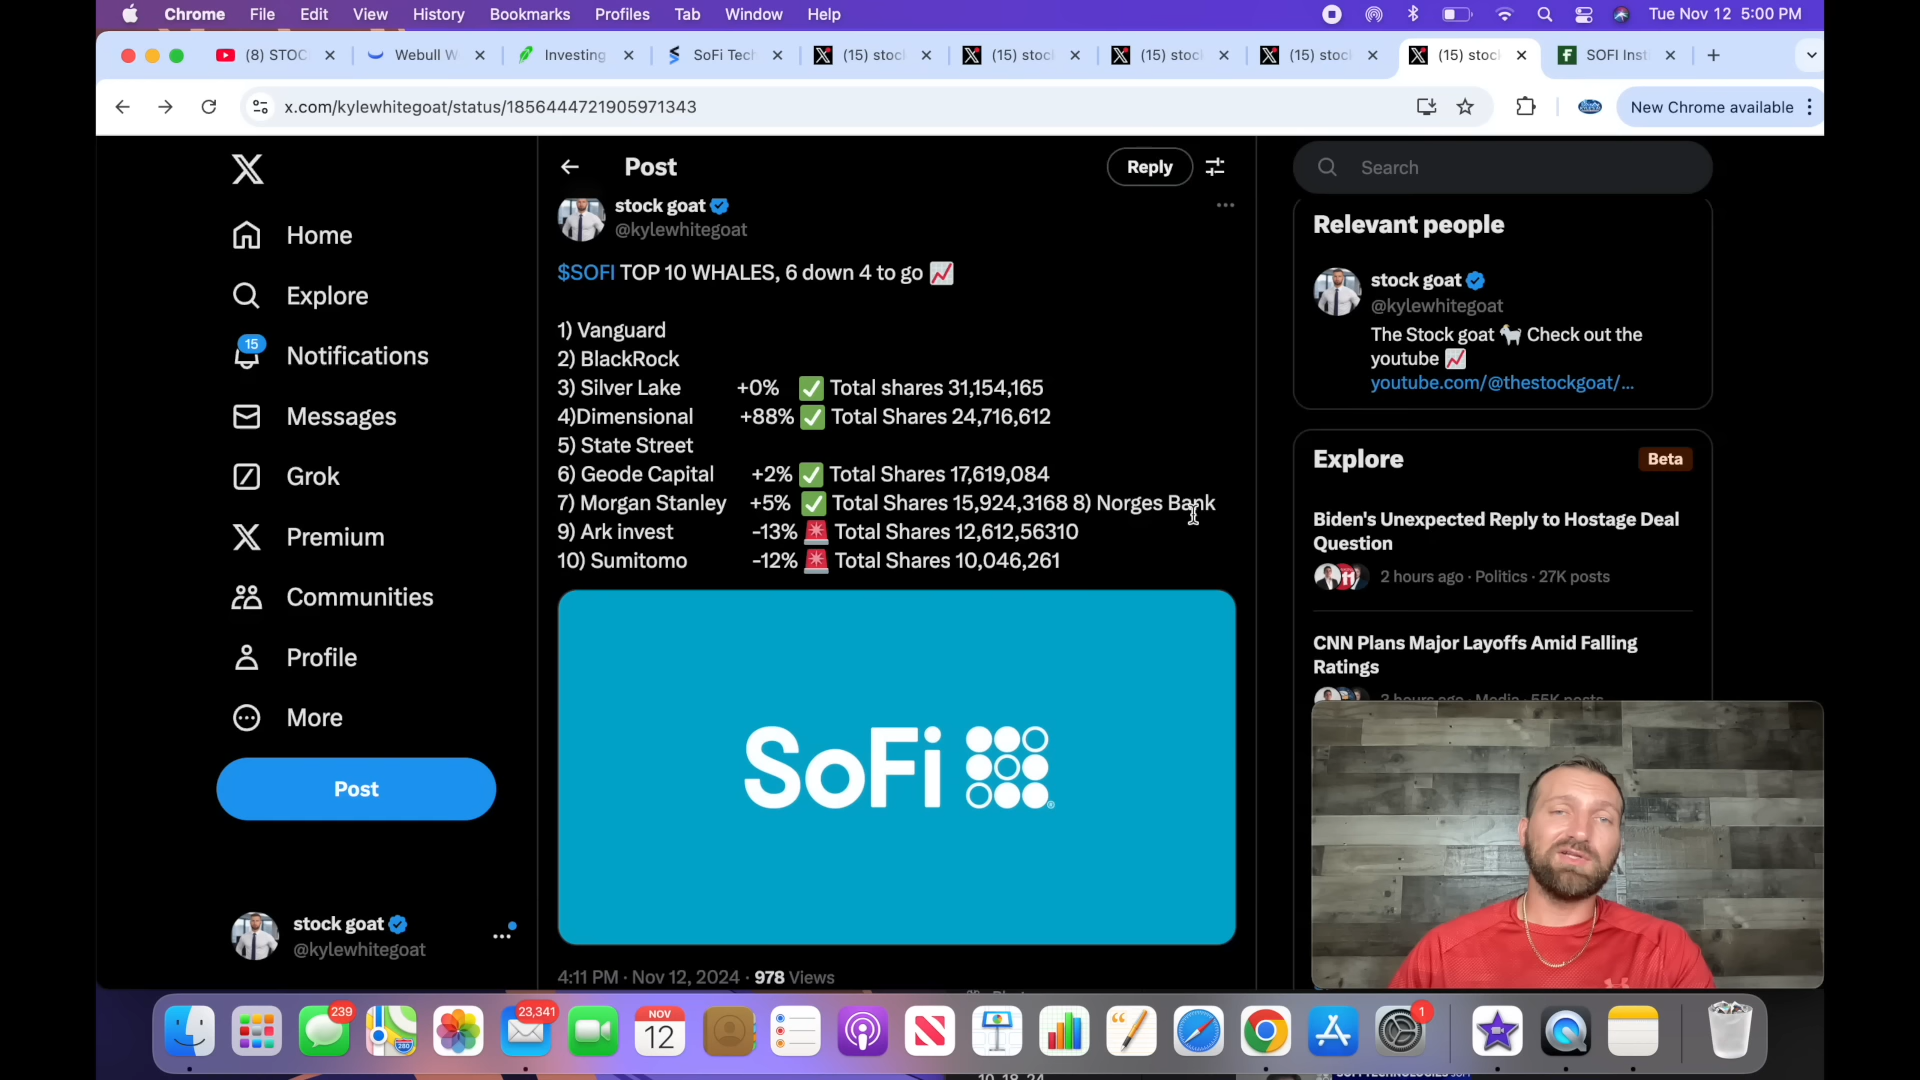 Chrome File Edit View History Bookmarks Profiles Tab Window Help Tue Nov 12 5:00 PM
(8) STOC Webull W Investing SoFi Tech (15) stoc (15) stoc (15) stoc (15) stoc (15) stoc SOFI Inst
x.com/kylewhitegoat/status/1856444721905971343 New Chrome available
Home
Explore
15
Notifications
Messages
Grok
Premium
Communities
Profile
More
Post
stock goat
@kylewhitegoat
Post Reply
stock goat
@kylewhitegoat
$SOFI TOP 10 WHALES, 6 down 4 to go
1) Vanguard
2) BlackRock
3) Silver Lake +0% Total shares 31,154,165
4)Dimensional +88% Total Shares 24,716,612
5) State Street
6) Geode Capital +2% Total Shares 17,619,084
7) Morgan Stanley +5% Total Shares 15,924,3168 8) Norges Bank
9) Ark invest -13% Total Shares 12,612,56310
10) Sumitomo -12% Total Shares 10,046,261
SoFi
4:11 PM · Nov 12, 2024 · 978 Views
Search
Relevant people
stock goat
@kylewhitegoat
The Stock goat Check out the
youtube
youtube.com/@thestockgoat/...
Explore Beta
Biden's Unexpected Reply to Hostage Deal
Question
2 hours ago · Politics · 27K posts
CNN Plans Major Layoffs Amid Falling
Ratings
3 hours ago · Media · 55K posts
239 23,341 NOV 12 1
280